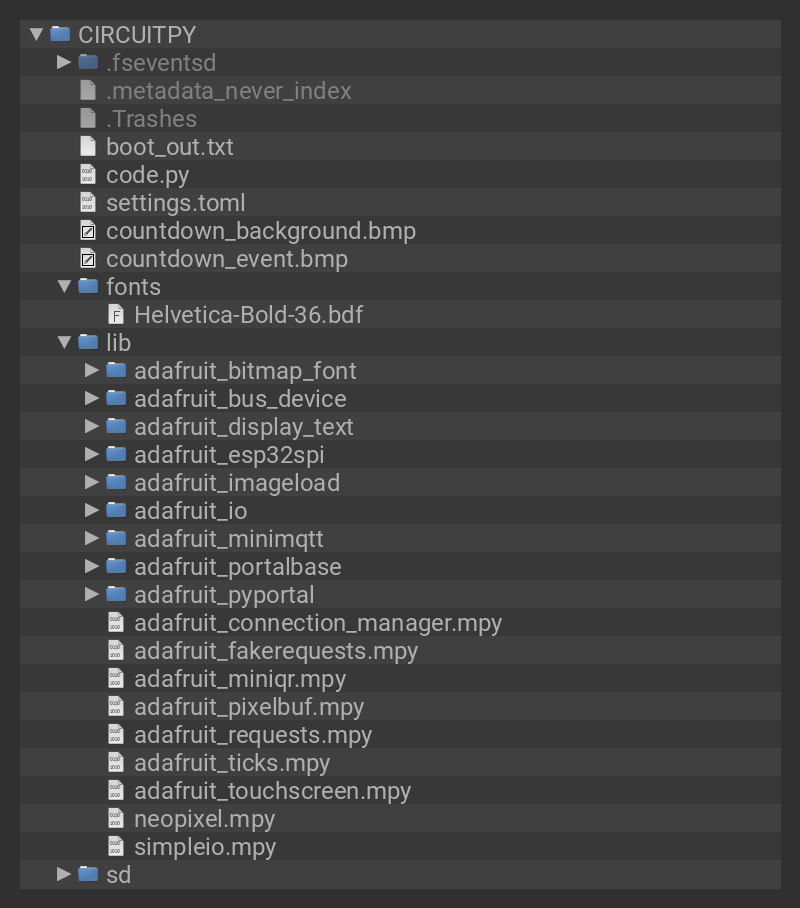 CIRCUITPY
.fseventsd
.metadata_never_index
.Trashes
boot_out.txt
code.py
settings.toml
countdown_background.bmp
countdown_event.bmp
fonts
Helvetica-Bold-36.bdf
lib
adafruit_bitmap_font
adafruit_bus_device
adafruit_display_text
adafruit_esp32spi
adafruit_imageload
adafruit_io
adafruit_minimqtt
adafruit_portalbase
adafruit_pyportal
adafruit_connection_manager.mpy
adafruit_fakerequests.mpy
adafruit_miniqr.mpy
adafruit_pixelbuf.mpy
adafruit_requests.mpy
adafruit_ticks.mpy
adafruit_touchscreen.mpy
neopixel.mpy
simpleio.mpy
sd